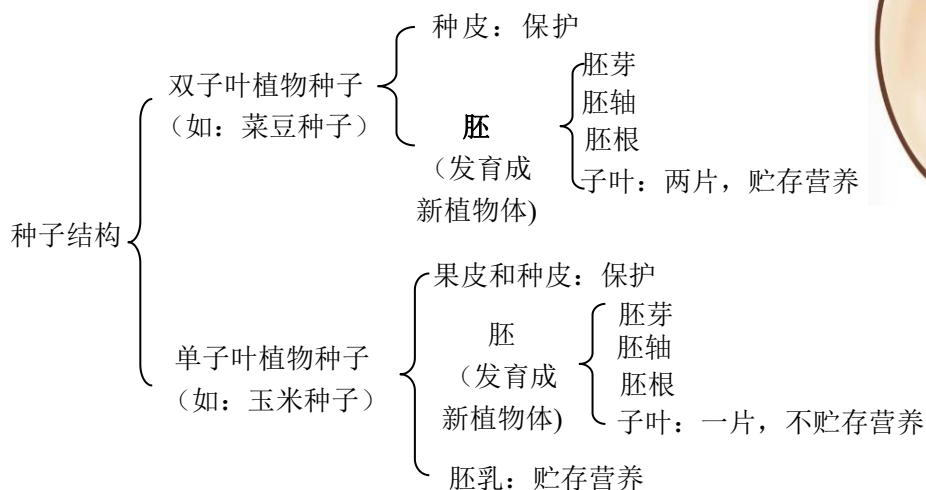 种子结构
双子叶植物种子
（如：菜豆种子）
种皮：保护
胚
（发育成
新植物体)
胚芽
胚轴
胚根
子叶：两片，贮存营养
单子叶植物种子
（如：玉米种子）
果皮和种皮：保护
胚
（发育成
新植物体)
胚芽
胚轴
胚根
子叶：一片，不贮存营养
胚乳：贮存营养